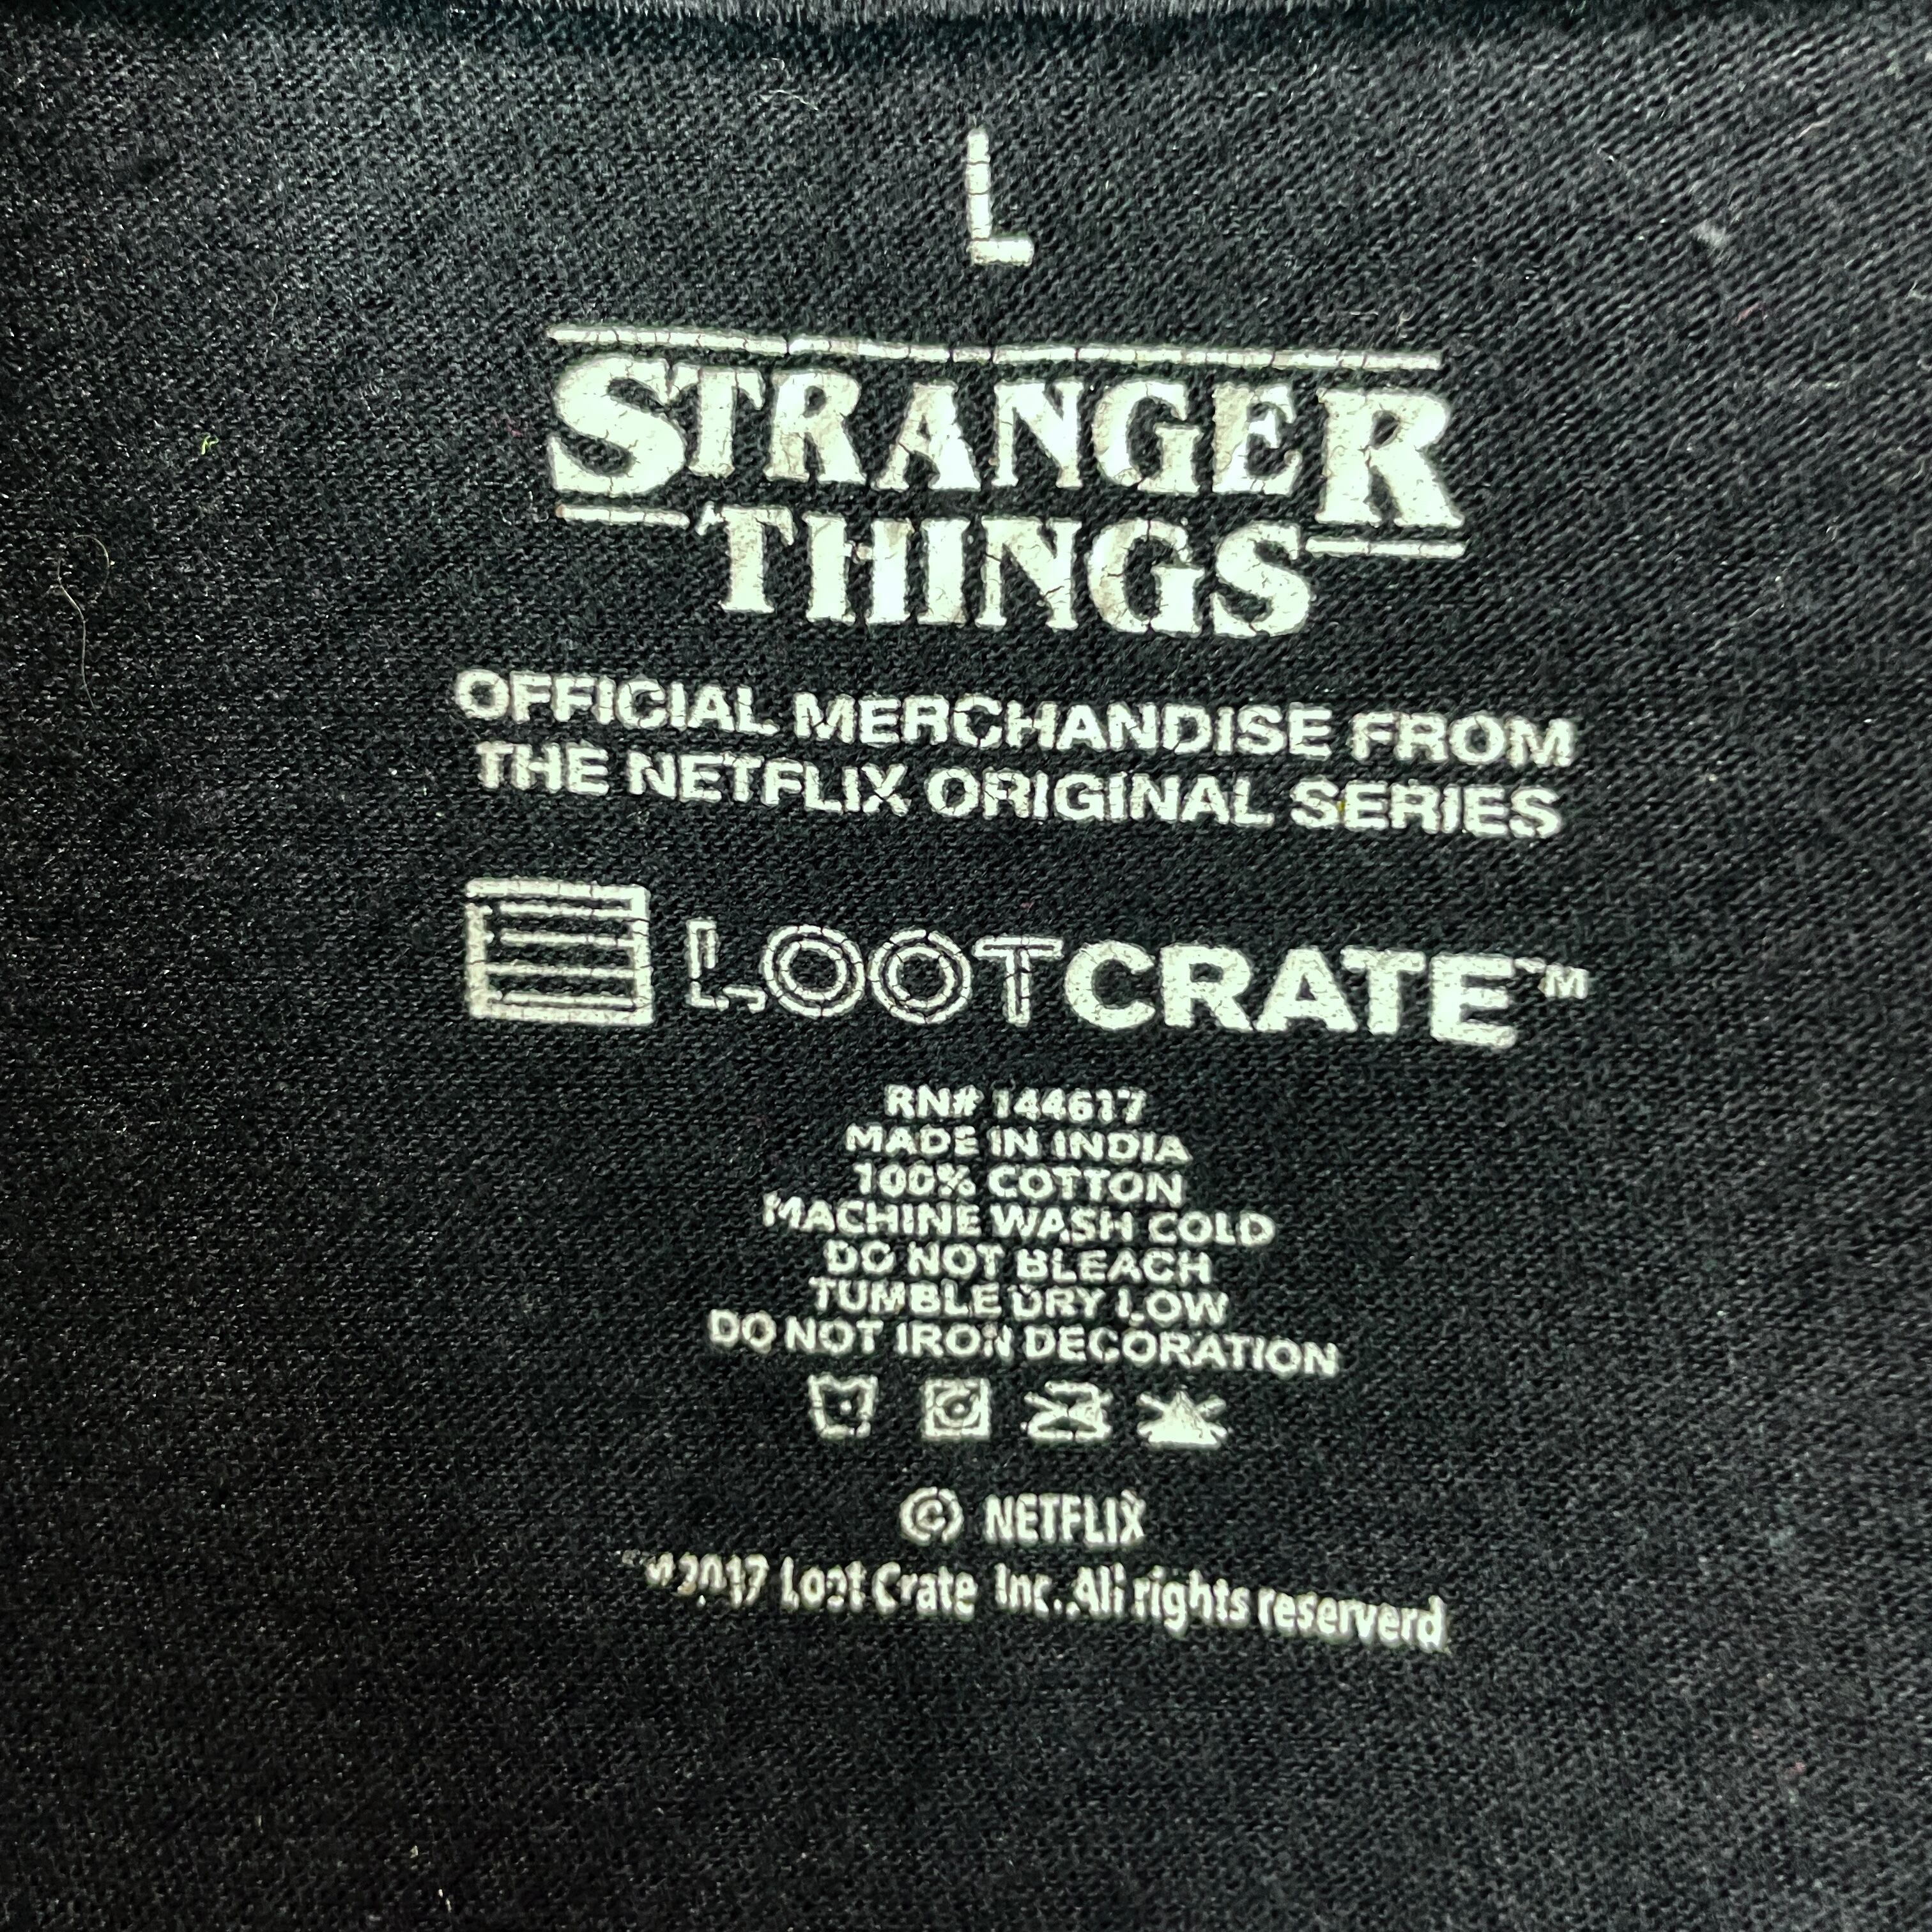 L
STRANGER
THINGS
OFFICIAL MERCHANDISE FROM
THE NETFLIX ORIGINAL SERIES
LOOTCRATE™
RN# 144617
MADE IN INDIA
100% COTTON
MACHINE WASH COLD
DO NOT BLEACH
TUMBLE DRY LOW
DO NOT IRON DECORATION
© NETFLIX
2017 Loot Crate Inc. All rights reserverd